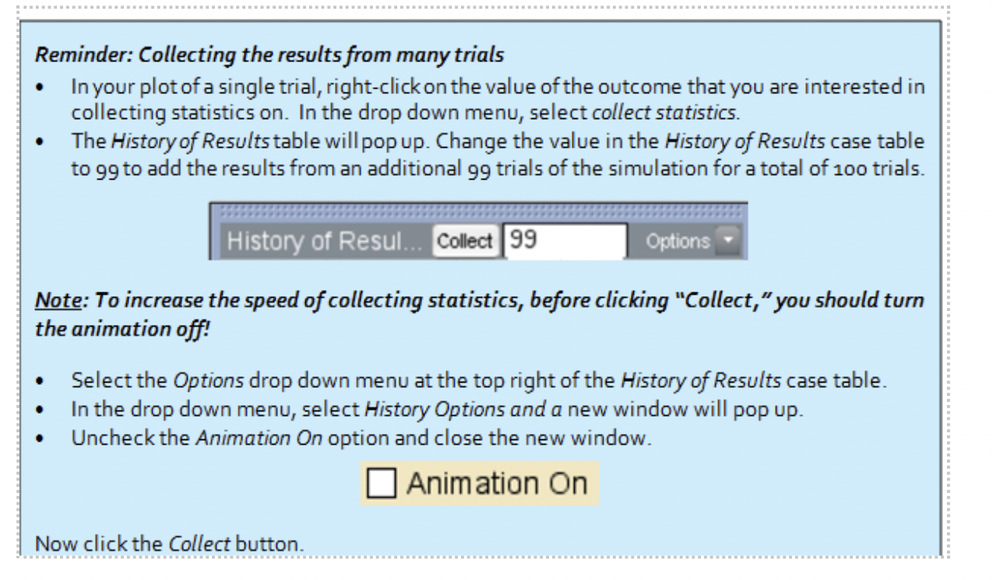 Reminder: Collecting the results from many trials
• In your plot of a single trial, right-click on the value of the outcome that you are interested in
collecting statistics on. In the drop down menu, select collect statistics.
• The History of Results table will pop up. Change the value in the History of Results case table
to 99 to add the results from an additional 99 trials of the simulation for a total of 100 trials.
History of Resul... Collect 99 Options
Note: To increase the speed of collecting statistics, before clicking “Collect,” you should turn
the animation off!
• Select the Options drop down menu at the top right of the History of Results case table.
• In the drop down menu, select History Options and a new window will pop up.
• Uncheck the Animation On option and close the new window.
Animation On
Now click the Collect button.